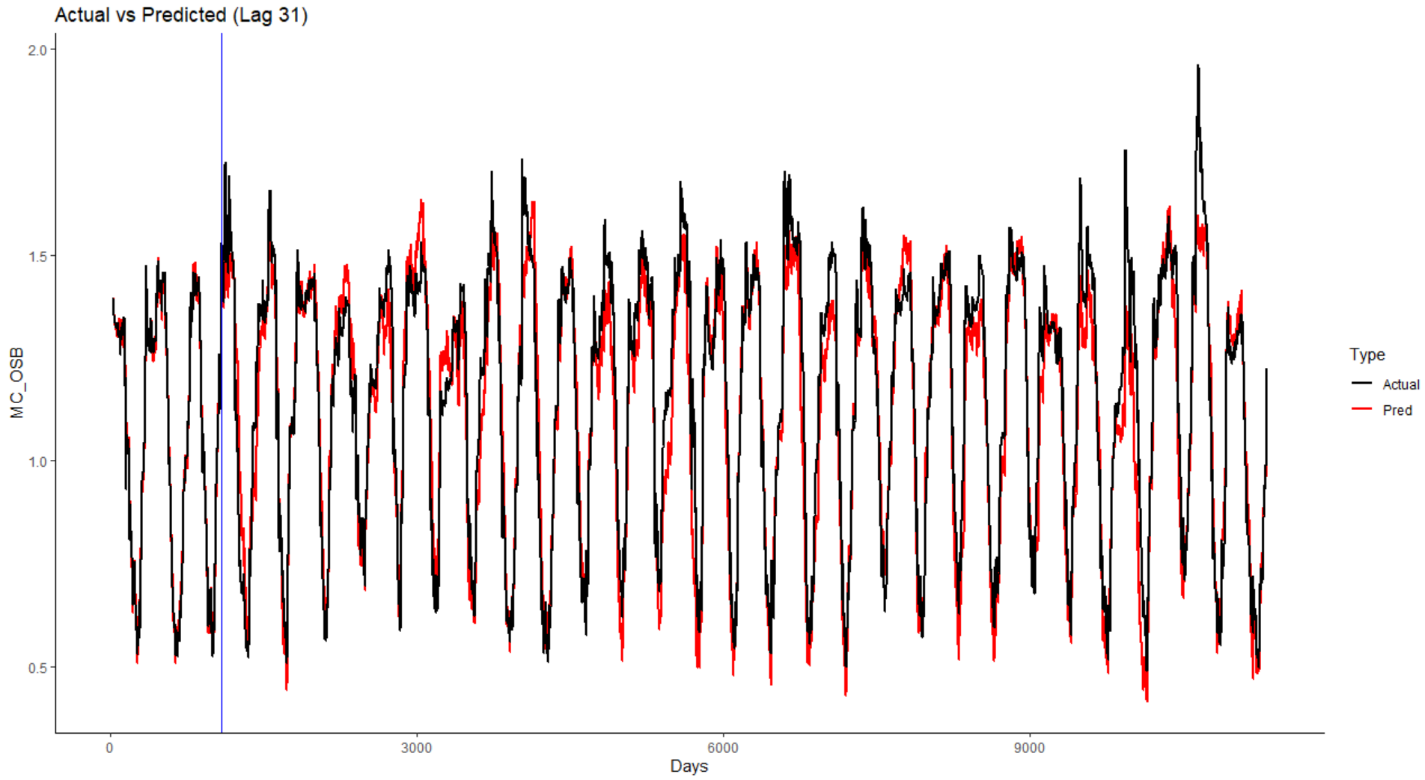 Actual vs Predicted (Lag 31)
2.0
1.5
1.0
0.5
MC_OSB
0 3000 6000 9000
Days
Type
Actual
Pred